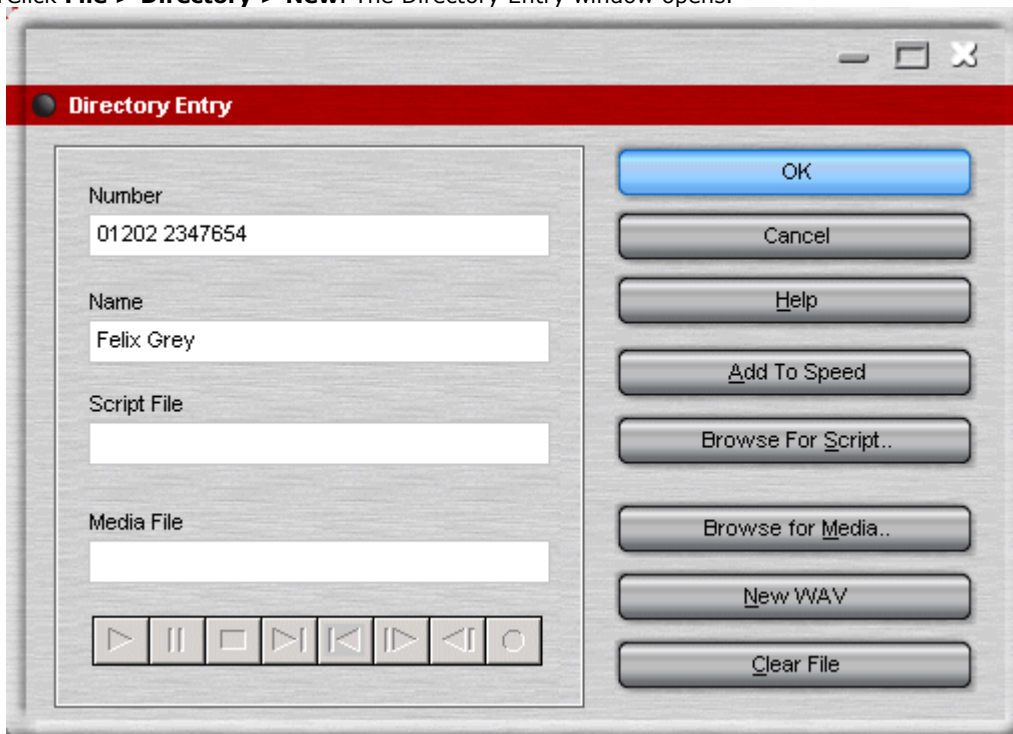 Click File > Directory > New. The Directory Entry window opens.
Directory Entry
Number
01202 2347654
Name
Felix Grey
Script File
Media File
OK
Cancel
Help
Add To Speed
Browse For Script..
Browse for Media..
New WAV
Clear File